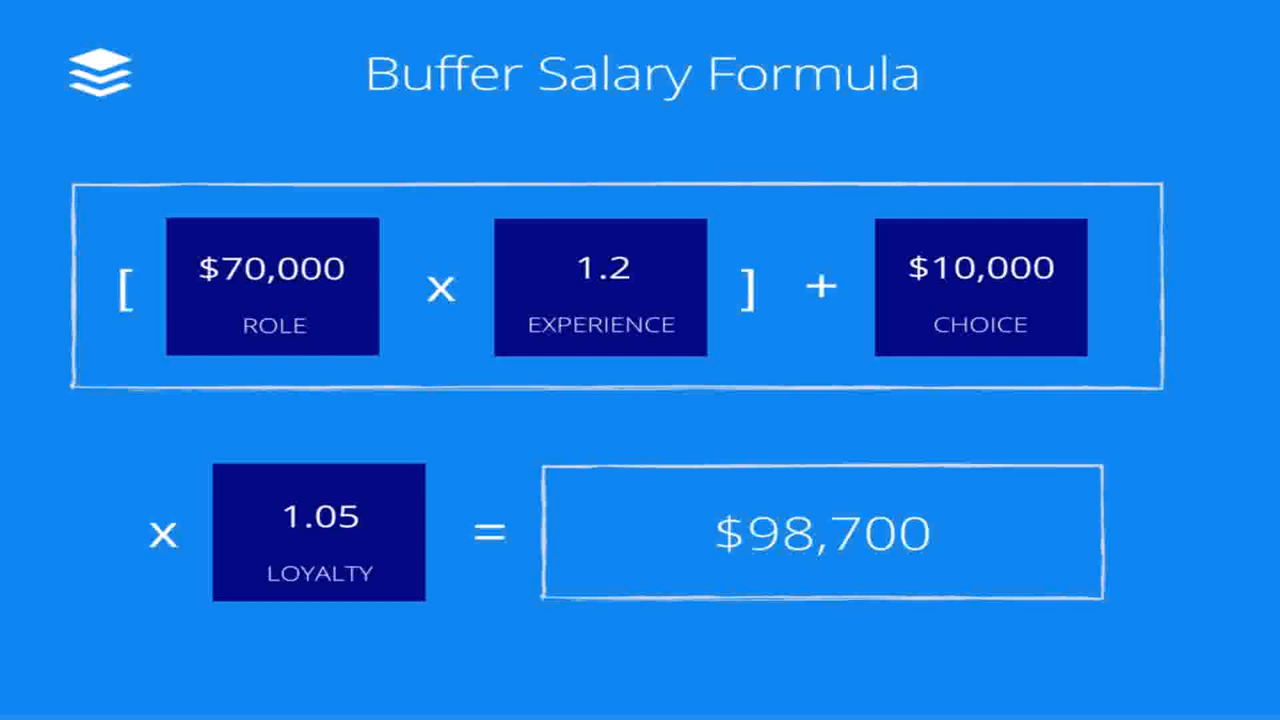 Buffer Salary Formula
[ $70,000 x 1.2 ] + $10,000
ROLE EXPERIENCE CHOICE
x 1.05 = $98,700
LOYALTY